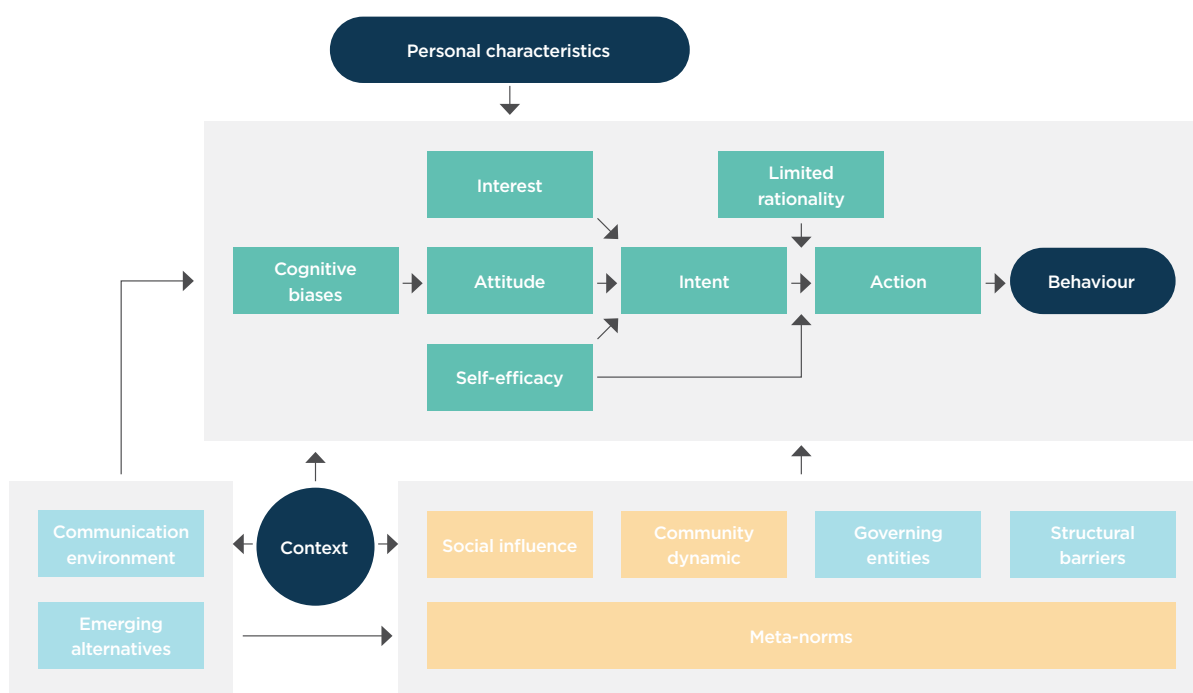 Personal characteristics
Interest
Limited
rationality
Cognitive
biases
Attitude
Intent
Action
Behaviour
Self-efficacy
Communication
environment
Context
Social influence
Community
dynamic
Governing
entities
Structural
barriers
Emerging
alternatives
Meta-norms